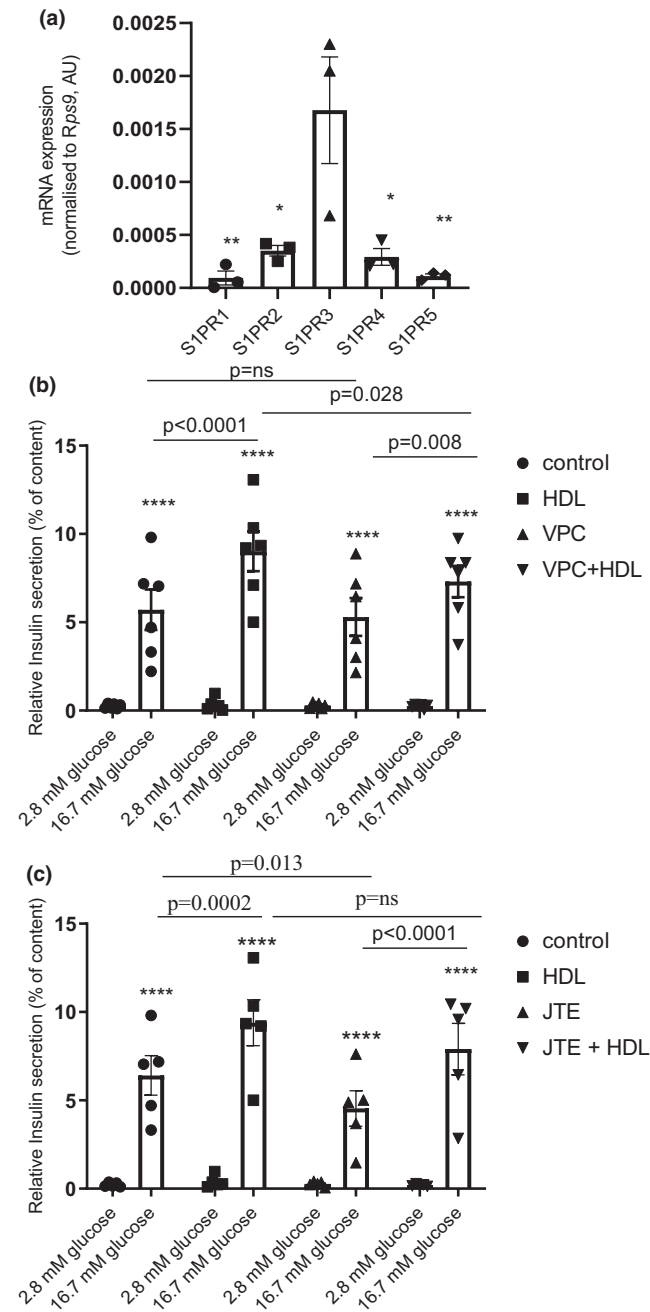 (a)
mRNA expression
(normalised to Rps9, AU)
0.0025
0.0020
0.0015
0.0010
0.0005
0.0000
**
*
*
**
S1PR1
S1PR2
S1PR3
S1PR4
S1PR5
(b)
p=ns
p=0.028
p<0.0001
p=0.008
Relative Insulin secretion (% of content)
15
10
5
0
****
****
****
****
control
HDL
VPC
VPC+HDL
2.8 mM glucose
16.7 mM glucose
2.8 mM glucose
16.7 mM glucose
2.8 mM glucose
16.7 mM glucose
2.8 mM glucose
16.7 mM glucose
(c)
p=0.013
p=0.0002
p=ns
p<0.0001
Relative Insulin secretion (% of content)
15
10
5
0
****
****
****
****
control
HDL
JTE
JTE + HDL
2.8 mM glucose
16.7 mM glucose
2.8 mM glucose
16.7 mM glucose
2.8 mM glucose
16.7 mM glucose
2.8 mM glucose
16.7 mM glucose